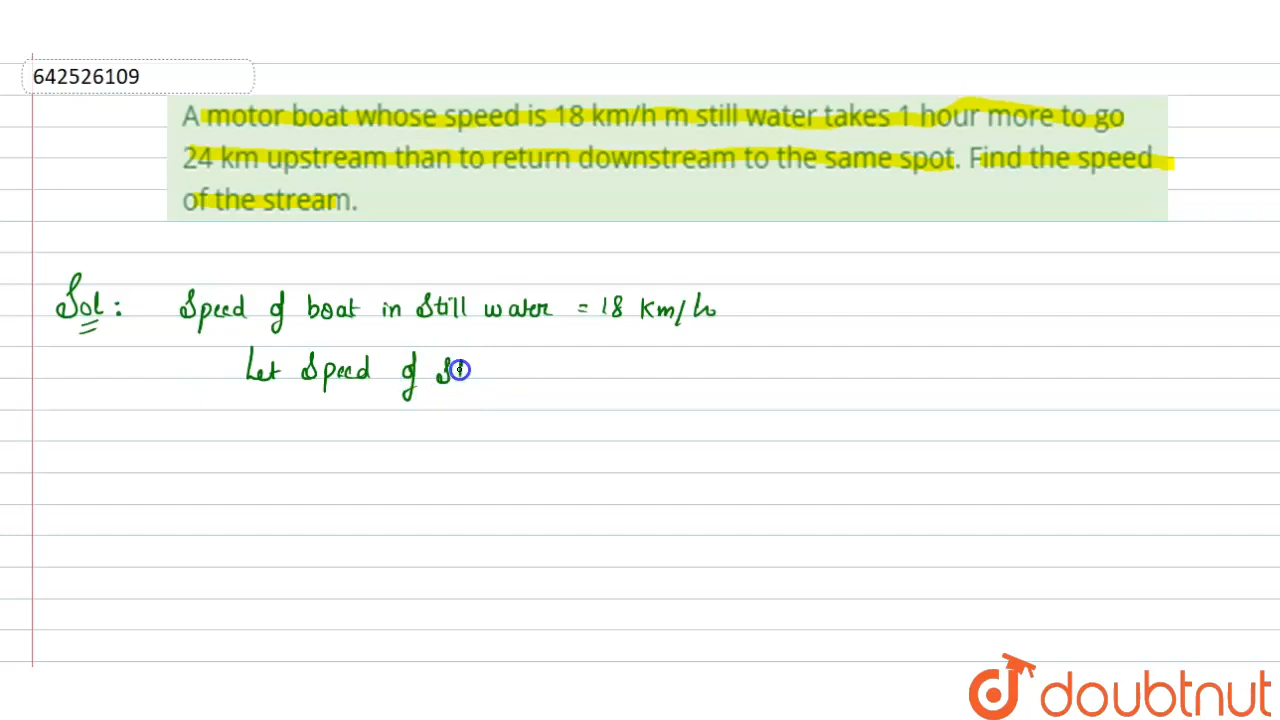 642526109
A motor boat whose speed is 18 km/h m still water takes 1 hour more to go
24 km upstream than to return downstream to the same spot. Find the speed
of the stream.
Sol: Speed of boat in still water = 18 Km/h
Let Speed of
doubtnut